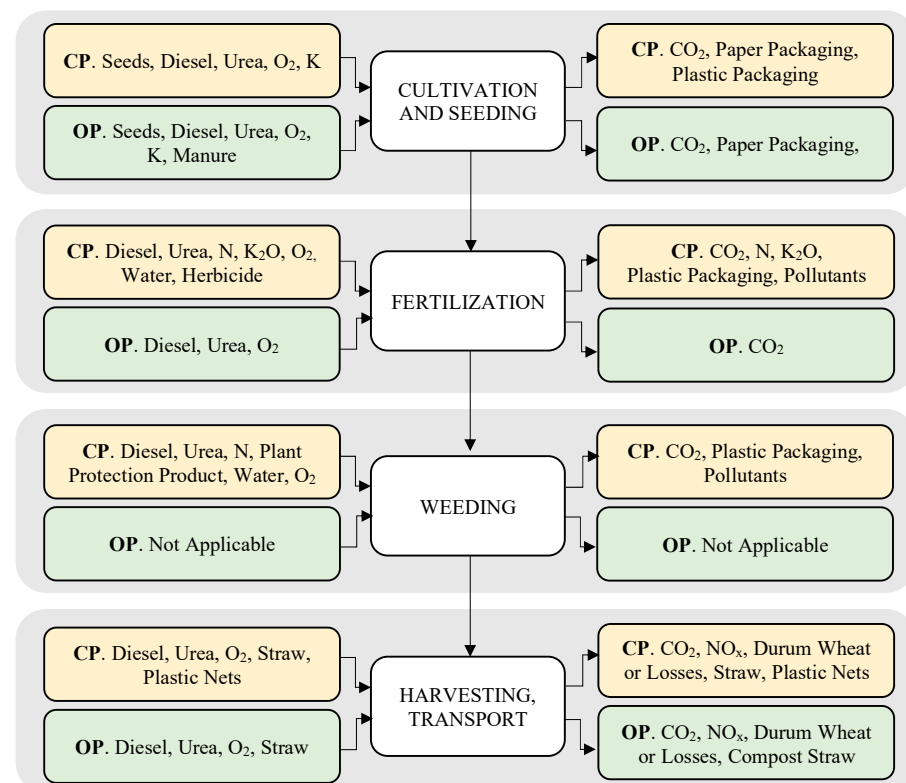 CP. Seeds, Diesel, Urea, O₂, K
OP. Seeds, Diesel, Urea, O₂,
K, Manure
CULTIVATION
AND SEEDING
CP. CO₂, Paper Packaging,
Plastic Packaging
OP. CO₂, Paper Packaging,
CP. Diesel, Urea, N, K₂O, O₂,
Water, Herbicide
OP. Diesel, Urea, O₂
FERTILIZATION
CP. CO₂, N, K₂O,
Plastic Packaging, Pollutants
OP. CO₂
CP. Diesel, Urea, N, Plant
Protection Product, Water, O₂
OP. Not Applicable
WEEDING
CP. CO₂, Plastic Packaging,
Pollutants
OP. Not Applicable
CP. Diesel, Urea, O₂, Straw,
Plastic Nets
OP. Diesel, Urea, O₂, Straw
HARVESTING,
TRANSPORT
CP. CO₂, NOₓ, Durum Wheat
or Losses, Straw, Plastic Nets
OP. CO₂, NOₓ, Durum Wheat
or Losses, Compost Straw